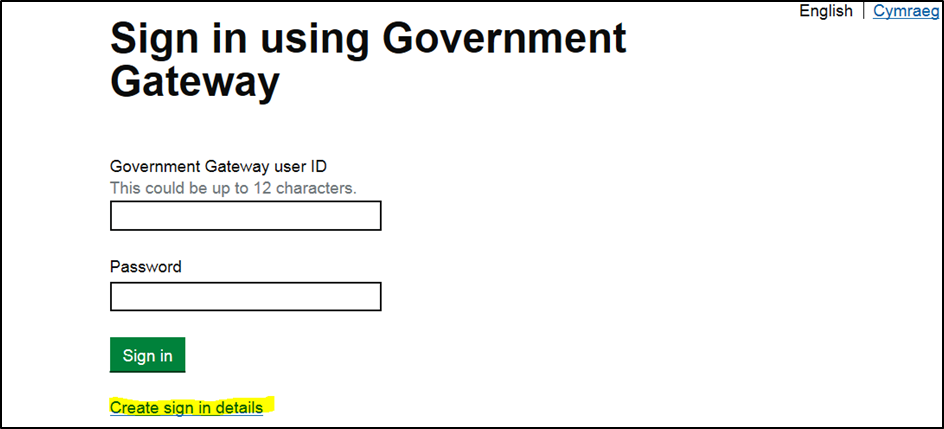 English | Cymraeg
Sign in using Government
Gateway
Government Gateway user ID
This could be up to 12 characters.
Password
Sign in
Create sign in details